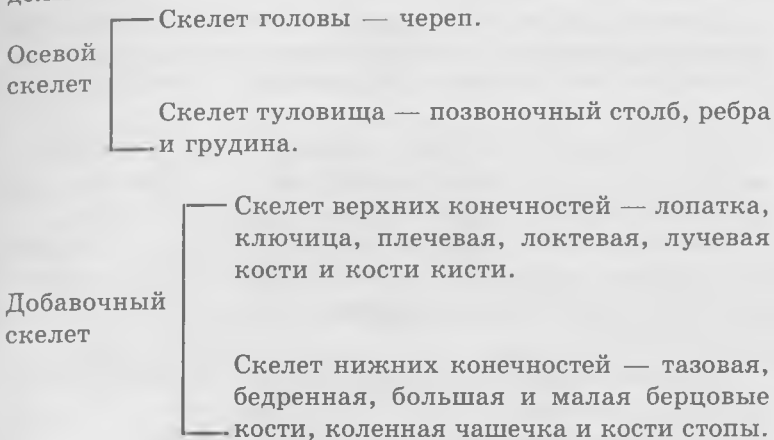 Скелет головы — череп.
Осевой
скелет
Скелет туловища — позвоночный столб, ребра
и грудина.
Скелет верхних конечностей — лопатка,
ключица, плечевая, локтевая, лучевая
кости и кости кисти.
Добавочный
скелет
Скелет нижних конечностей — тазовая,
бедренная, большая и малая берцовые
кости, коленная чашечка и кости стопы.